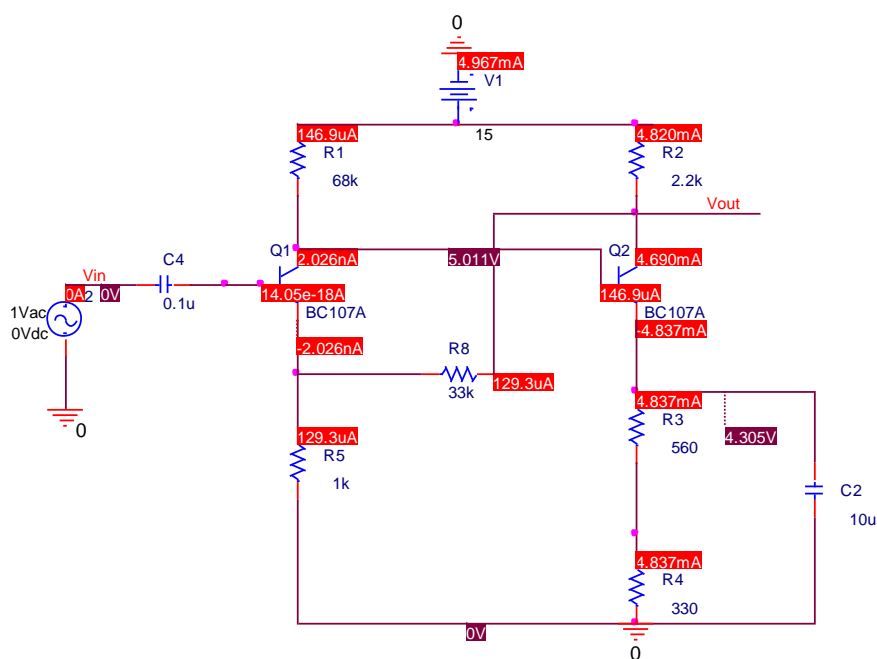 0
4.967mA
V1
15
146.9uA
R1
68k
4.820mA
R2
2.2k
Vout
Q1
2.026nA
5.011V
Q2
4.690mA
C4
Vin
0A
2
0V
0.1u
14.05e-18A
BC107A
146.9uA
BC107A
1Vac
0Vdc
-2.026nA
-4.837mA
R8
33k
129.3uA
4.837mA
R3
560
4.305V
129.3uA
R5
1k
C2
10u
0
4.837mA
R4
330
0V
0